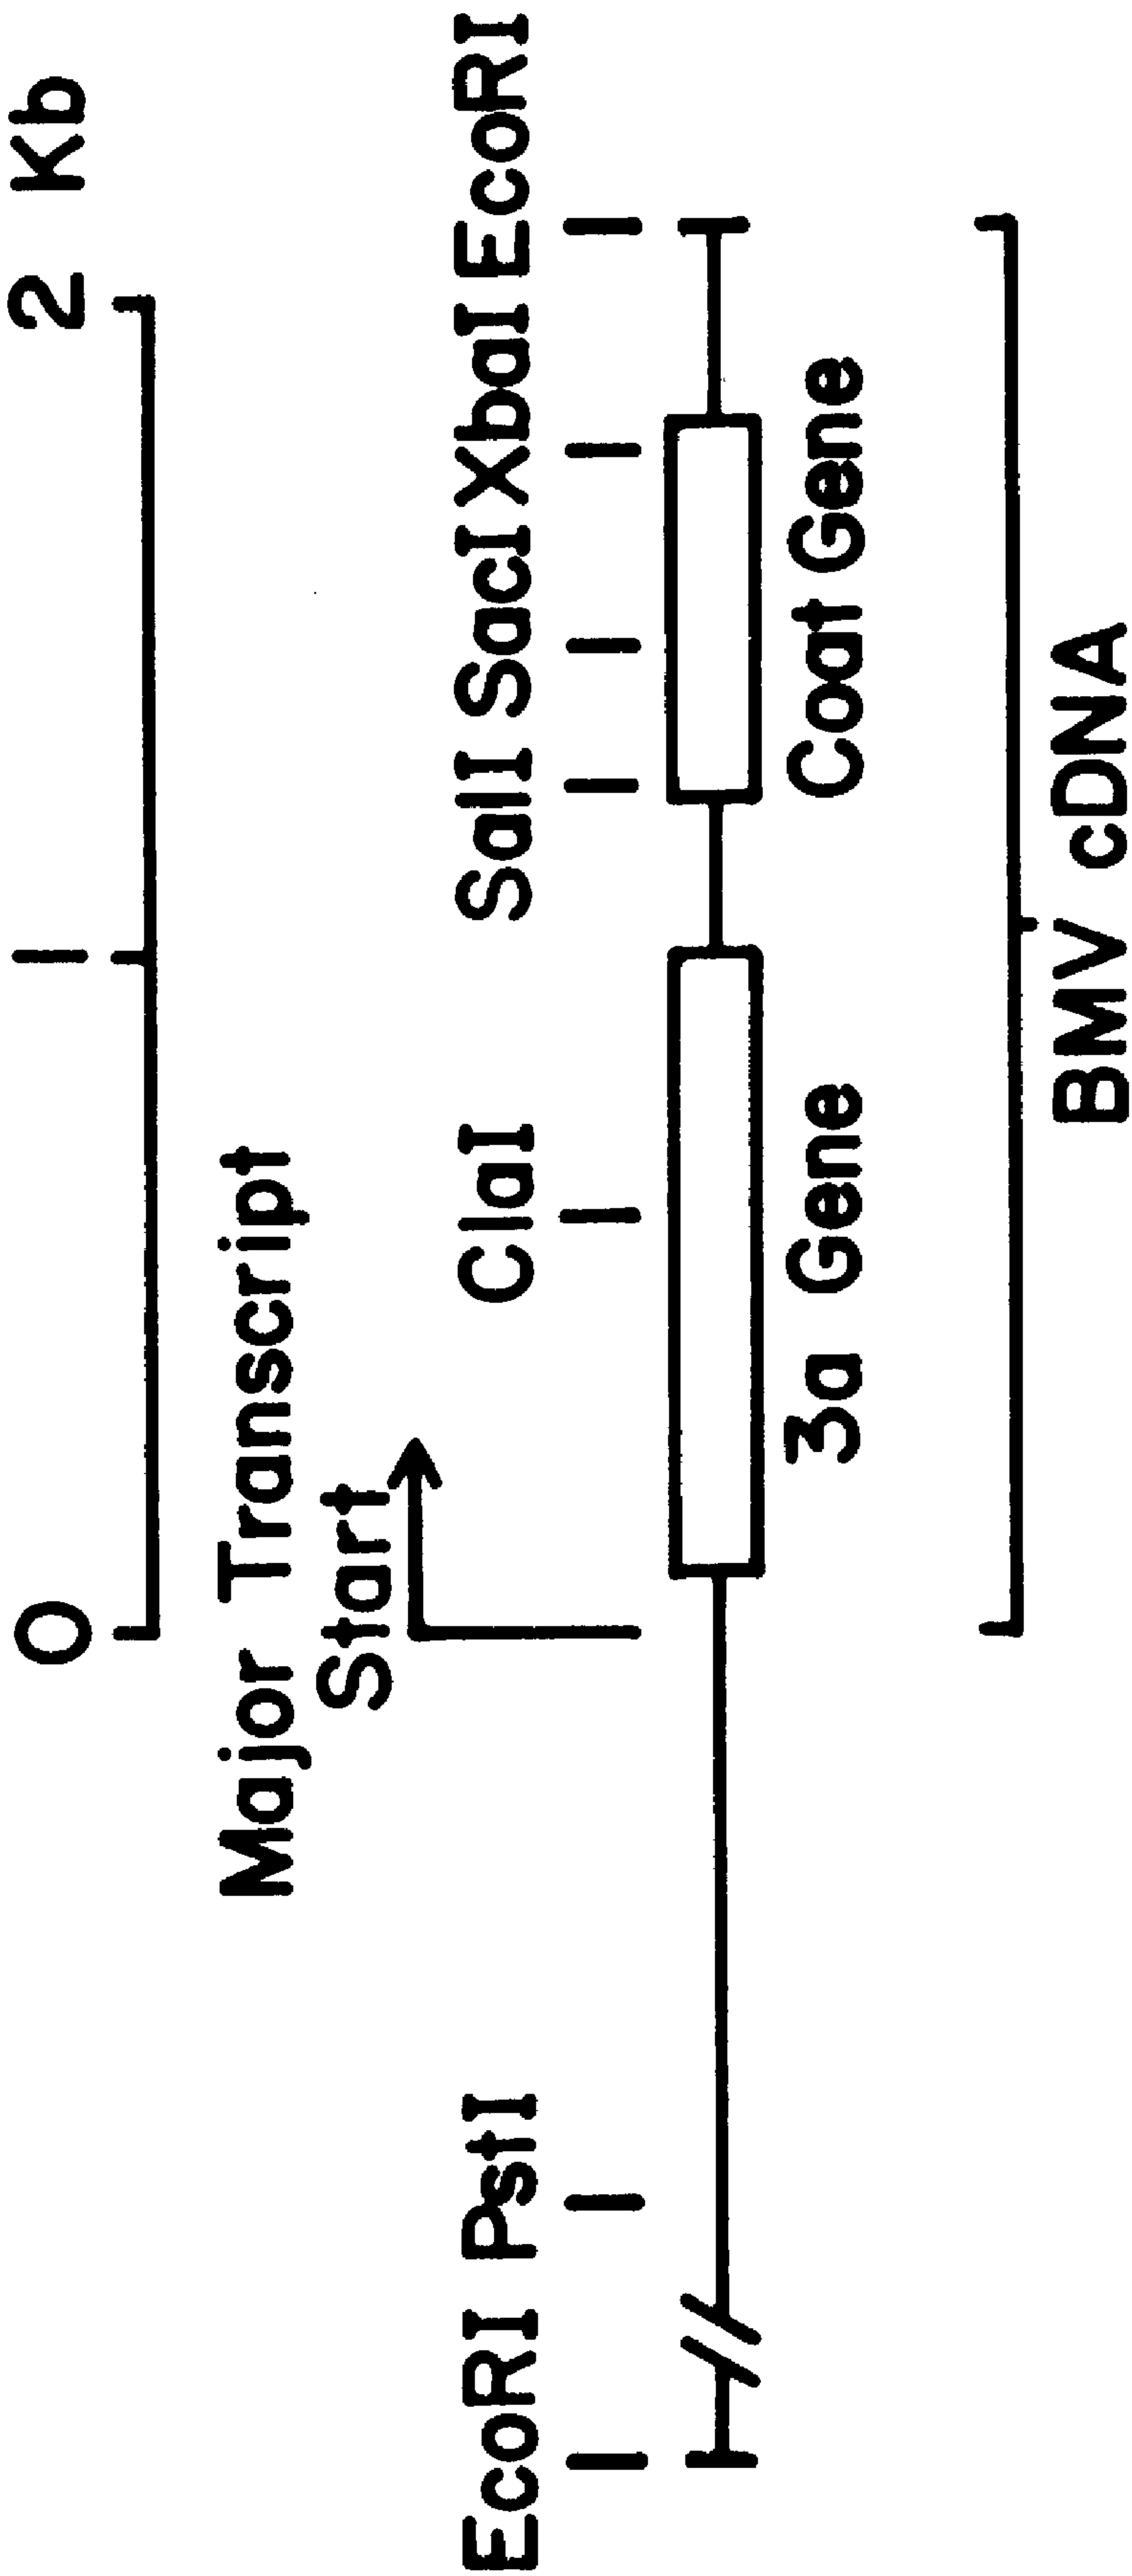 0 1 2 Kb
Major Transcript
Start
EcoRI PstI ClaI SalI SacI XbaI EcoRI
3a Gene Coat Gene
BMV cDNA